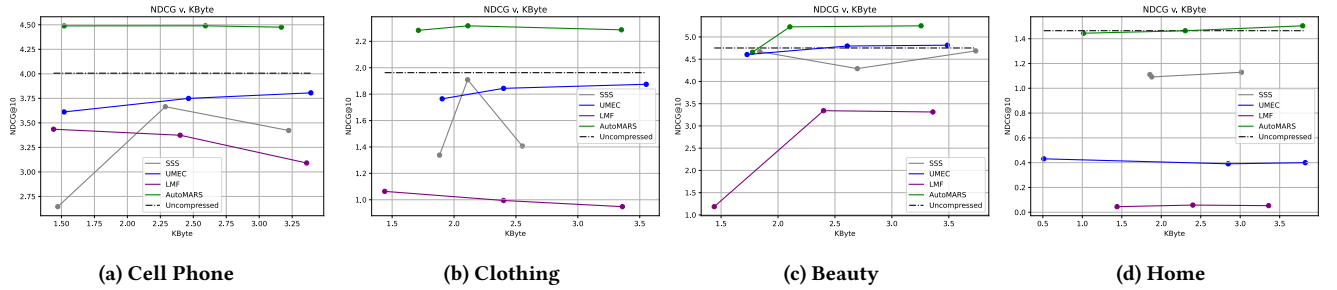 NDCG v. KByte
4.50
4.25
4.00
3.75
3.50
3.25
3.00
2.75
NDCG@10
SSS
UMEC
LMF
AutoMARS
Uncompressed
1.50 1.75 2.00 2.25 2.50 2.75 3.00 3.25
KByte
(a) Cell Phone
NDCG v. KByte
2.2
2.0
1.8
1.6
1.4
1.2
1.0
NDCG@10
SSS
UMEC
LMF
AutoMARS
Uncompressed
1.5 2.0 2.5 3.0 3.5
KByte
(b) Clothing
NDCG v. KByte
5.0
4.5
4.0
3.5
3.0
2.5
2.0
1.5
1.0
NDCG@10
SSS
UMEC
LMF
AutoMARS
Uncompressed
1.5 2.0 2.5 3.0 3.5
KByte
(c) Beauty
NDCG v. KByte
1.4
1.2
1.0
0.8
0.6
0.4
0.2
0.0
NDCG@10
SSS
UMEC
LMF
AutoMARS
Uncompressed
0.5 1.0 1.5 2.0 2.5 3.0 3.5
KByte
(d) Home